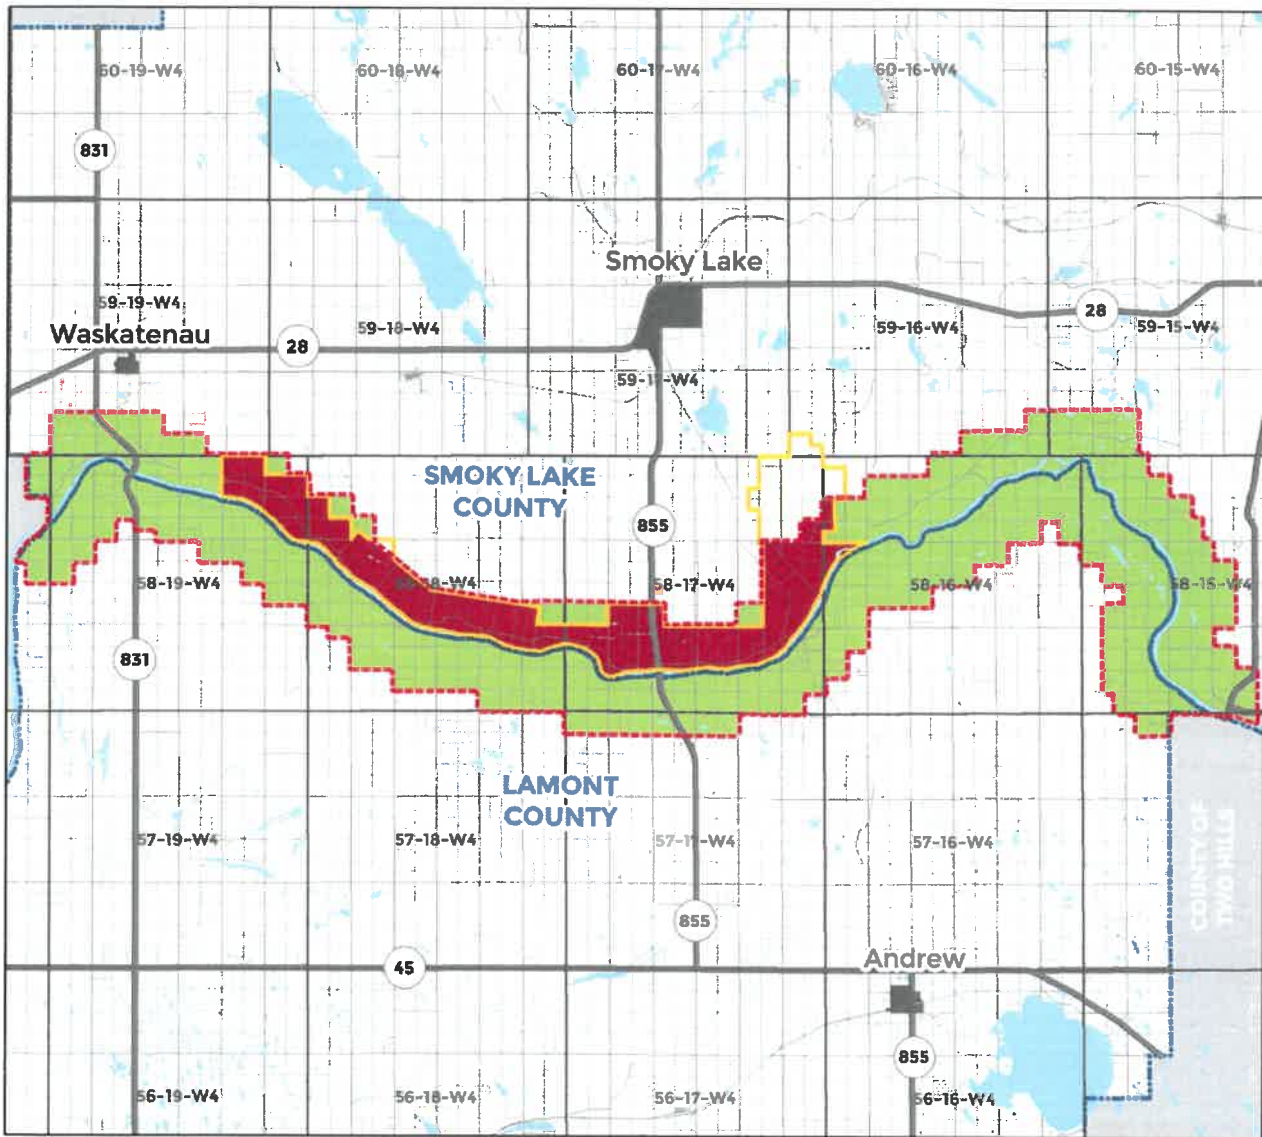 60-19-W4
60-18-W4
60-17-W4
60-16-W4
60-15-W4
831
Smoky Lake
59-19-W4
Waskatenau
28
59-18-W4
59-17-W4
59-16-W4
28
59-15-W4
SMOKY LAKE
COUNTY
855
58-19-W4
58-17-W4
58-16-W4
58-15-W4
831
LAMONT
COUNTY
57-19-W4
57-18-W4
57-17-W4
57-16-W4
COUNTY OF
TWO HILLS
855
45
Andrew
855
56-19-W4
56-18-W4
56-17-W4
56-16-W4